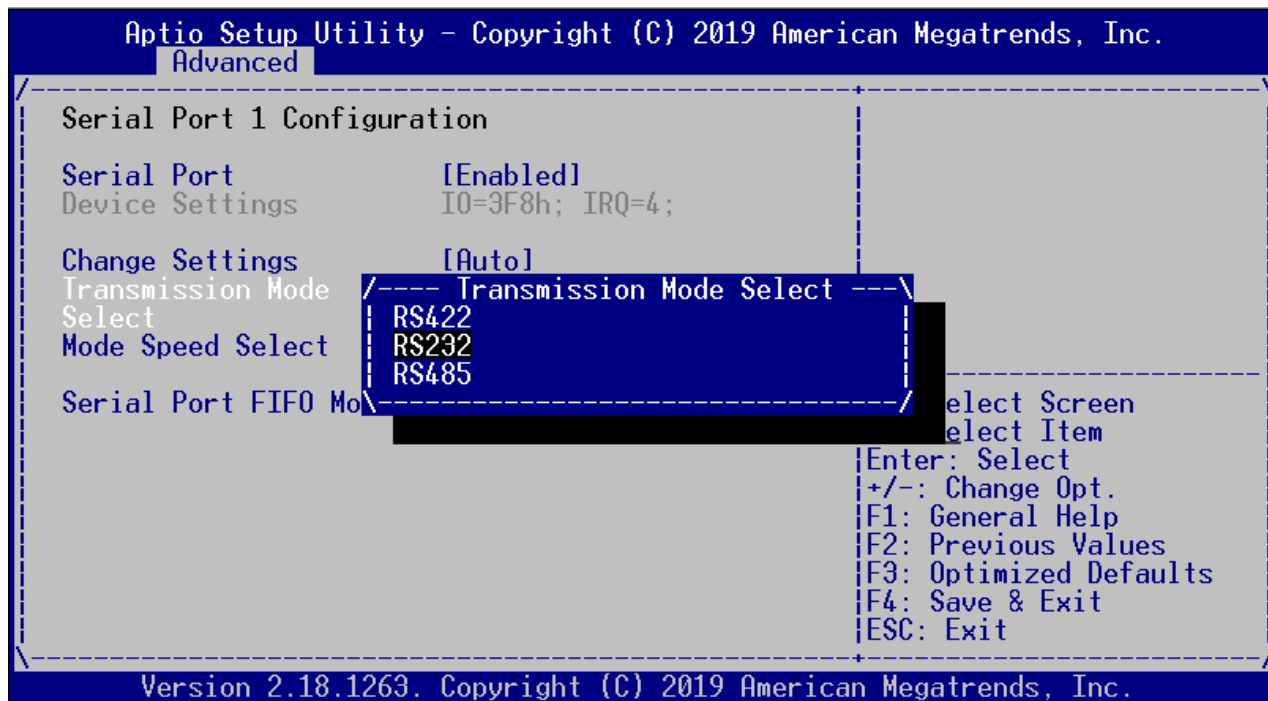 Aptio Setup Utility - Copyright (C) 2019 American Megatrends, Inc.
Advanced
Serial Port 1 Configuration
Serial Port [Enabled]
Device Settings IO=3F8h; IRQ=4;
Change Settings [Auto]
Transmission Mode
Select
Mode Speed Select
Serial Port FIFO Mo
/---- Transmission Mode Select ---\
RS422
RS232
RS485
elect Screen
elect Item
Enter: Select
+/-: Change Opt.
F1: General Help
F2: Previous Values
F3: Optimized Defaults
F4: Save & Exit
ESC: Exit
Version 2.18.1263. Copyright (C) 2019 American Megatrends, Inc.